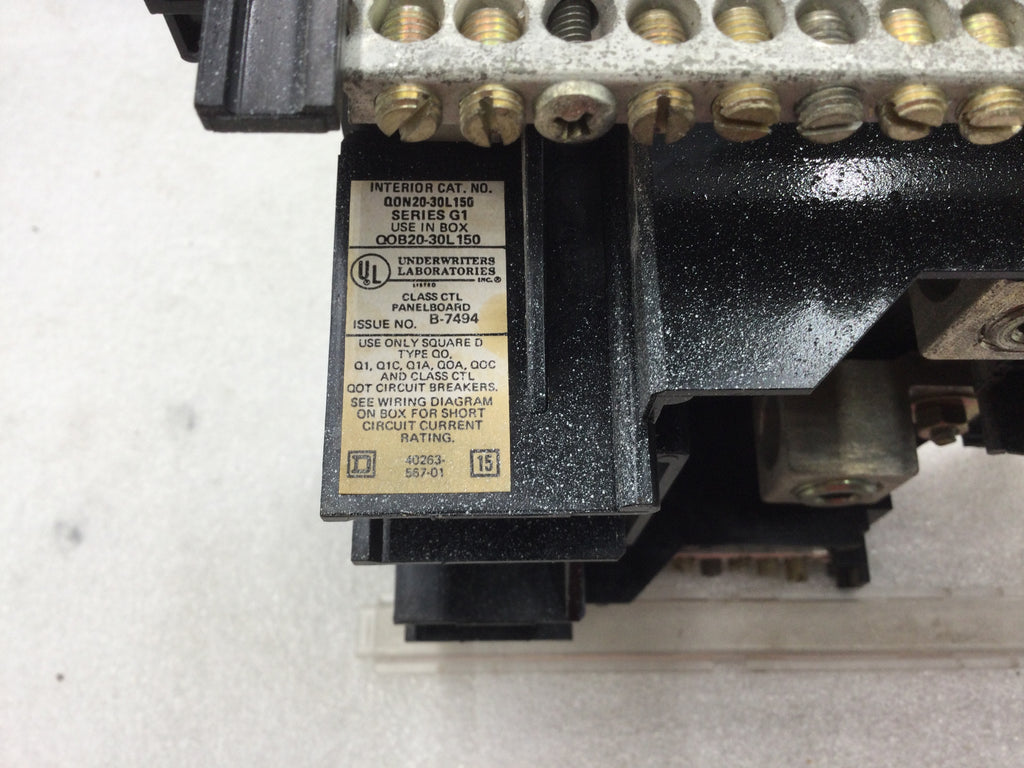 INTERIOR CAT. NO.
QON20-30L150
SERIES G1
USE IN BOX
QOB20-30L150
UL
UNDERWRITERS
LABORATORIES
INC.®
LISTED
CLASS CTL
PANELBOARD
ISSUE NO. B-7494
USE ONLY SQUARE D
TYPE QO,
Q1, Q1C, Q1A, QOA, QOC
AND CLASS CTL
QOT CIRCUIT BREAKERS.
SEE WIRING DIAGRAM
ON BOX FOR SHORT
CIRCUIT CURRENT
RATING.
D 40263- 15
567-01